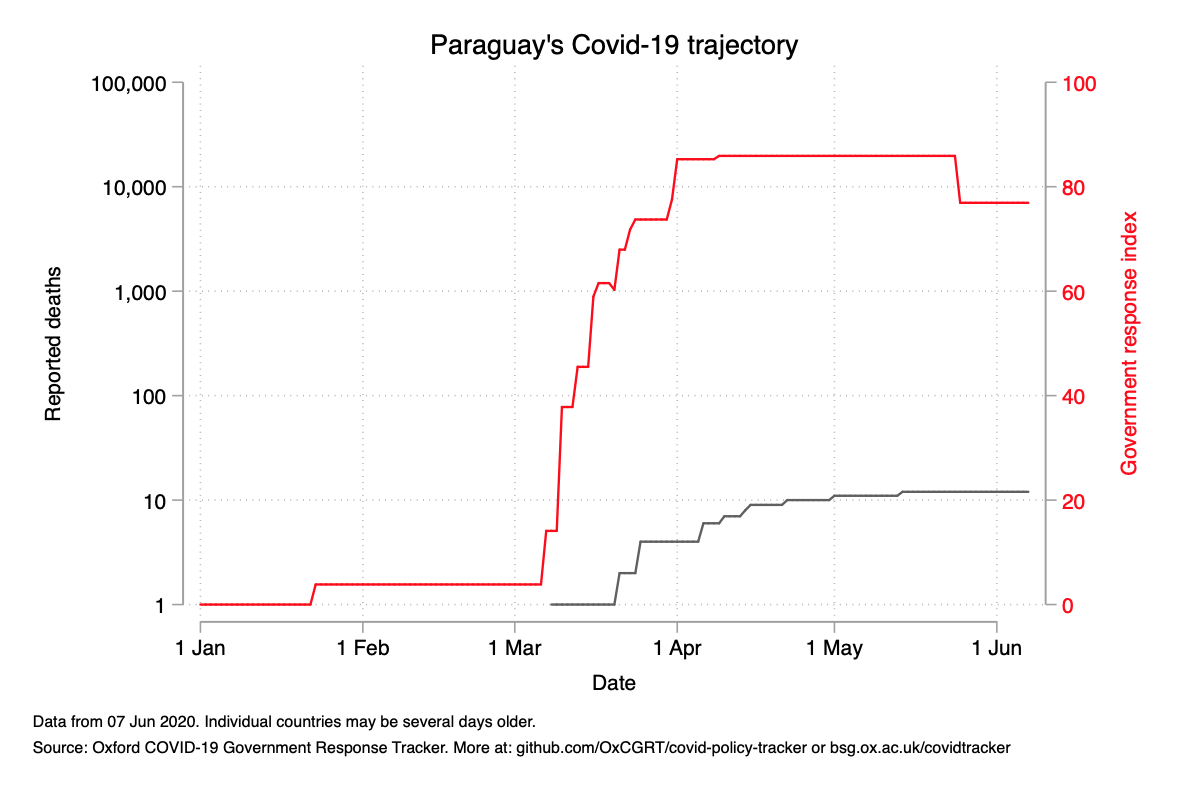 Paraguay's Covid-19 trajectory
100,000
10,000
1,000
100
10
1
Reported deaths
100
80
60
40
20
0
Government response index
1 Jan
1 Feb
1 Mar
1 Apr
1 May
1 Jun
Date
Data from 07 Jun 2020. Individual countries may be several days older.
Source: Oxford COVID-19 Government Response Tracker. More at: github.com/OxCGRT/covid-policy-tracker or bsg.ox.ac.uk/covidtracker